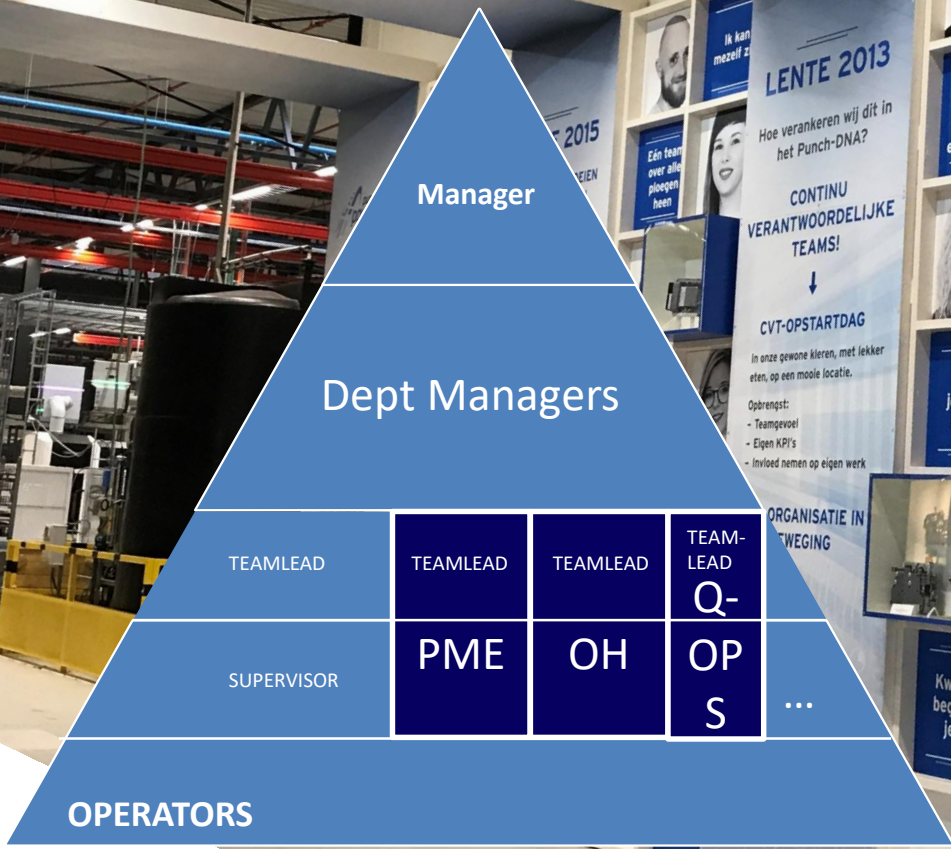 Manager
Dept Managers
TEAMLEAD
TEAMLEAD
TEAMLEAD
TEAM-
LEAD
Q-
OP
S
SUPERVISOR
PME
OH
...
OPERATORS
Ik kan
mezelf
2015
Eén team
over alle
ploegen
heen
LENTE 2013
Hoe verankeren wij dit in
het Punch-DNA?
CONTINU
VERANTWOORDELIJKE
TEAMS!
CVT-OPSTARTDAG
In onze gewone kleren, met lekker
eten, op een mooie locatie.
Opbrengst:
- Teamgevoel
- Eigen KPI's
- Invloed nemen op eigen werk
ORGANISATIE IN